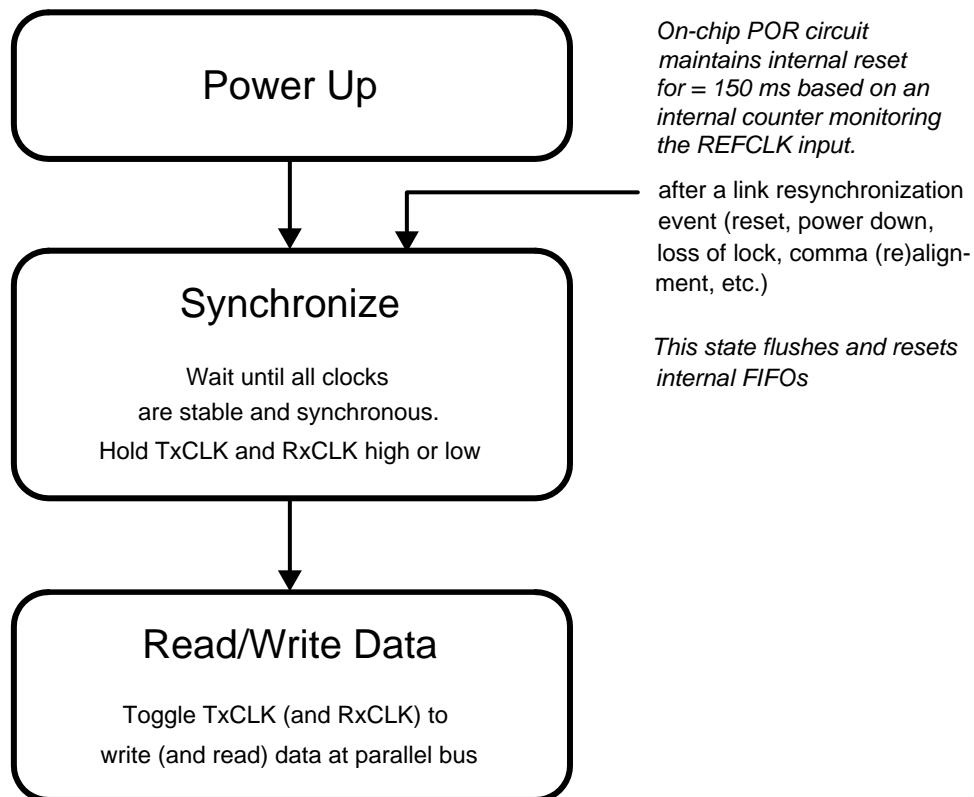 Power Up
On-chip POR circuit
maintains internal reset
for = 150 ms based on an
internal counter monitoring
the REFCLK input.
after a link resynchronization
event (reset, power down,
loss of lock, comma (re)align-
ment, etc.)
Synchronize
Wait until all clocks
are stable and synchronous.
Hold TxCLK and RxCLK high or low
This state flushes and resets
internal FIFOs
Read/Write Data
Toggle TxCLK (and RxCLK) to
write (and read) data at parallel bus